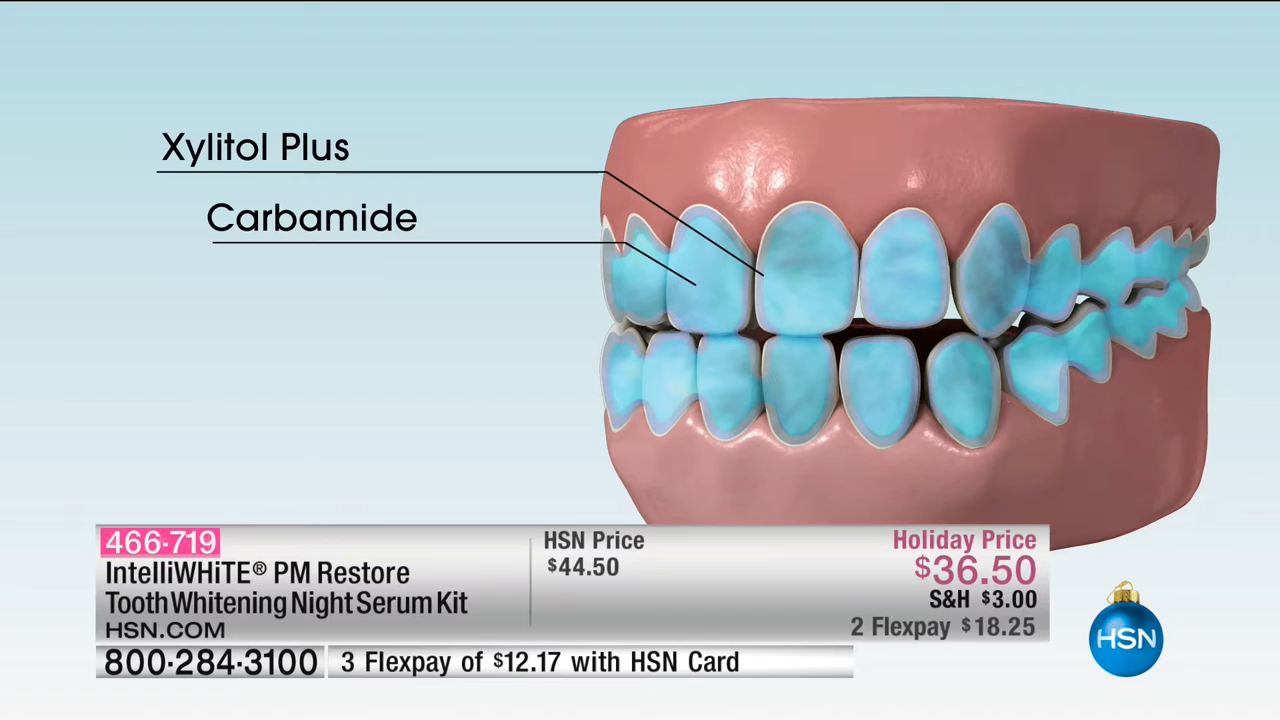 Xylitol Plus
Carbamide
466-719
IntelliWHiTE® PM Restore
Tooth Whitening Night Serum Kit
HSN.COM
HSN Price
$44.50
Holiday Price
$36.50
S&H $3.00
2 Flexpay $18.25
800-284-3100
3 Flexpay of $12.17 with HSN Card
HSN